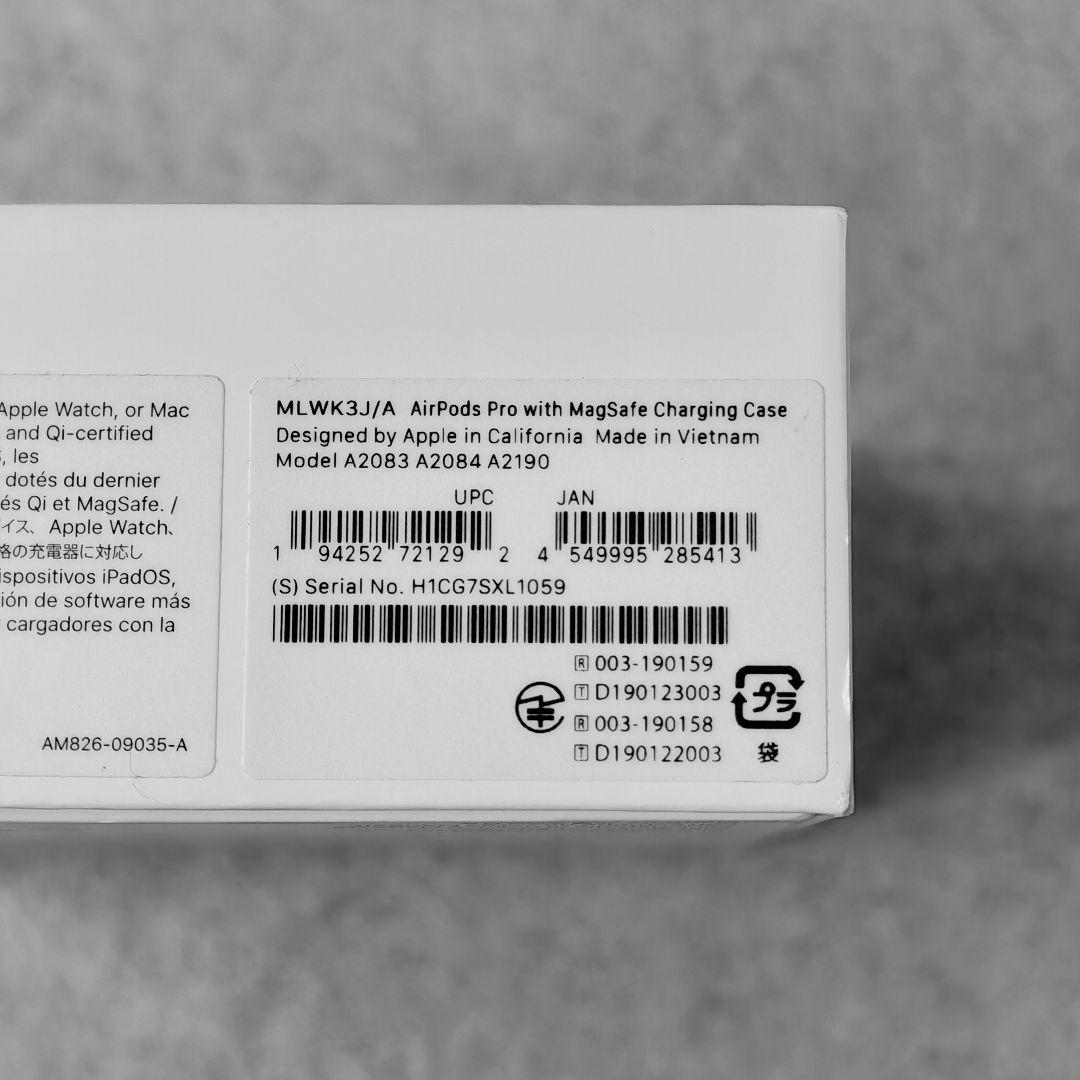 Apple Watch, or Mac
and Qi-certified
, les
dotés du dernier
és Qi et MagSafe. /
イス、Apple Watch、
格の充電器に対応し
ispositivos iPadOS,
ión de software más
cargadores con la
AM826-09035-A
MLWK3J/A AirPods Pro with MagSafe Charging Case
Designed by Apple in California Made in Vietnam
Model A2083 A2084 A2190
UPC JAN
1 94252 72129 2 4 549995 285413
(S) Serial No. H1CG7SXL1059
R 003-190159
T D190123003
R 003-190158
T D190122003
プラ
袋